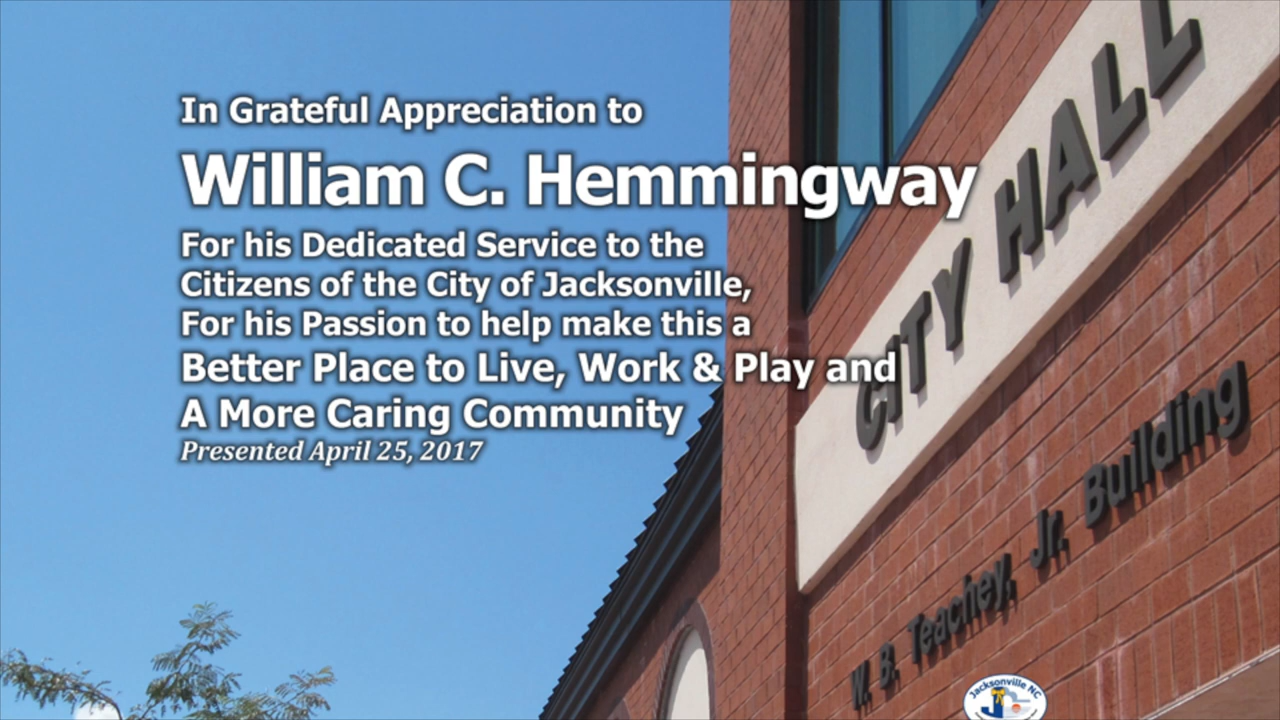 In Grateful Appreciation to
William C. Hemmingway
For his Dedicated Service to the
Citizens of the City of Jacksonville,
For his Passion to help make this a
Better Place to Live, Work & Play and
A More Caring Community
Presented April 25, 2017
CITY HALL
W. B. Teachey, Jr. Building
Jacksonville NC